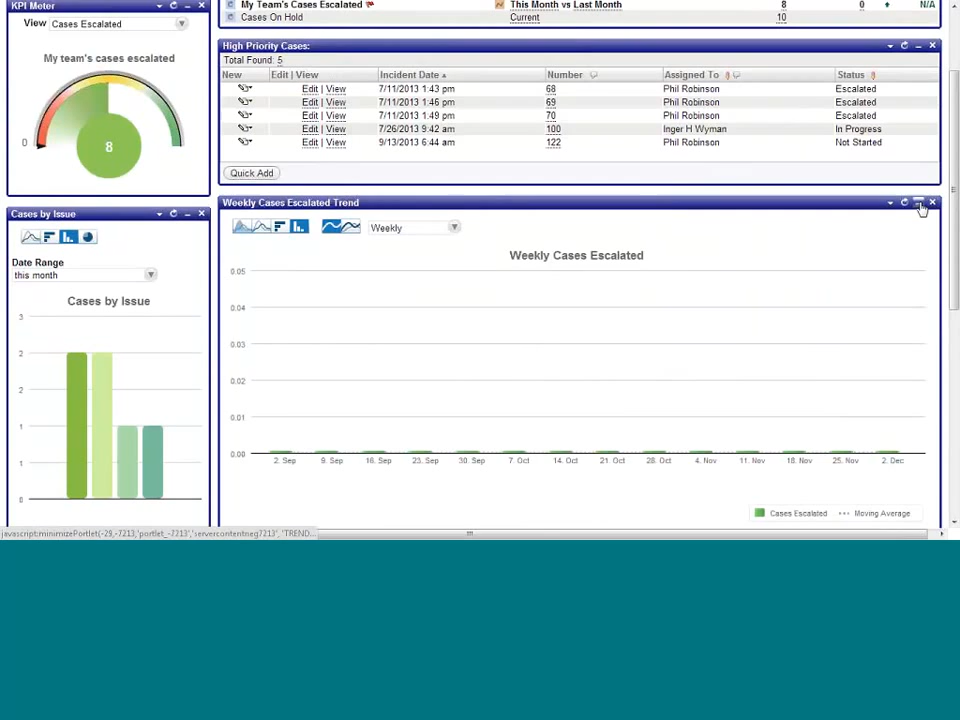 KPI Meter
View Cases Escalated
My team's cases escalated
0
8
My Team's Cases Escalated This Month vs Last Month 8 0 N/A
Cases On Hold Current 10
High Priority Cases:
Total Found: 5
New Edit | View Incident Date Number Assigned To Status
Edit | View 7/11/2013 1:43 pm 68 Phil Robinson Escalated
Edit | View 7/11/2013 1:46 pm 69 Phil Robinson Escalated
Edit | View 7/11/2013 1:49 pm 70 Phil Robinson Escalated
Edit | View 7/26/2013 9:42 am 100 Inger H Wyman In Progress
Edit | View 9/13/2013 6:44 am 122 Phil Robinson Not Started
Quick Add
Cases by Issue
Date Range
this month
Cases by Issue
3
2
2
1
1
0
Weekly Cases Escalated Trend
Weekly
Weekly Cases Escalated
0.05
0.04
0.03
0.02
0.01
0.00
2. Sep 9. Sep 16. Sep 23. Sep 30. Sep 7. Oct 14. Oct 21. Oct 28. Oct 4. Nov 11. Nov 18. Nov 25. Nov 2. Dec
Cases Escalated Moving Average
javascript:minimizePortlet(-29,-7213,'portlet_-7213','servercontentneg7213', 'TREND...